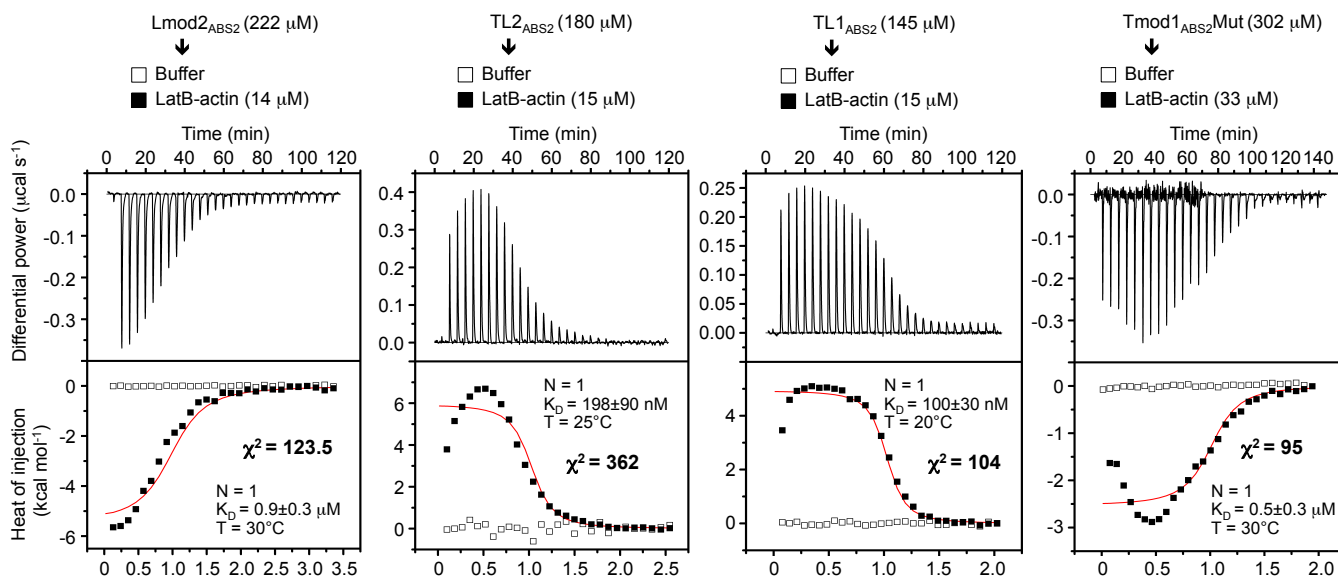 Lmod2ABS2 (222 μM)
□ Buffer
■ LatB-actin (14 μM)
Time (min)
0 20 40 60 80 100 120
Differential power (μcal s⁻¹)
0.0
-0.1
-0.2
-0.3
Heat of injection
(kcal mol⁻¹)
0
-2
-4
-6
χ² = 123.5
N = 1
KD = 0.9±0.3 μM
T = 30°C
0 0.5 1.0 1.5 2.0 2.5 3.0 3.5
TL2ABS2 (180 μM)
□ Buffer
■ LatB-actin (15 μM)
Time (min)
0 20 40 60 80 100 120
0.4
0.3
0.2
0.1
0.0
6
4
2
0
N = 1
KD = 198±90 nM
T = 25°C
χ² = 362
0 0.5 1.0 1.5 2.0 2.5
TL1ABS2 (145 μM)
□ Buffer
■ LatB-actin (15 μM)
Time (min)
0 20 40 60 80 100 120
0.25
0.20
0.15
0.10
0.05
0.00
4
2
0
N = 1
KD = 100±30 nM
T = 20°C
χ² = 104
0 0.5 1.0 1.5 2.0
Tmod1ABS2Mut (302 μM)
□ Buffer
■ LatB-actin (33 μM)
Time (min)
0 20 40 60 80 100 120 140
0.0
-0.1
-0.2
-0.3
0
-1
-2
-3
χ² = 95
N = 1
KD = 0.5±0.3 μM
T = 30°C
0 0.5 1.0 1.5 2.0